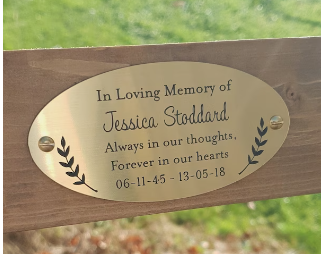 In Loving Memory of
Jessica Stoddard
Always in our thoughts,
Forever in our hearts
06-11-45 - 13-05-18